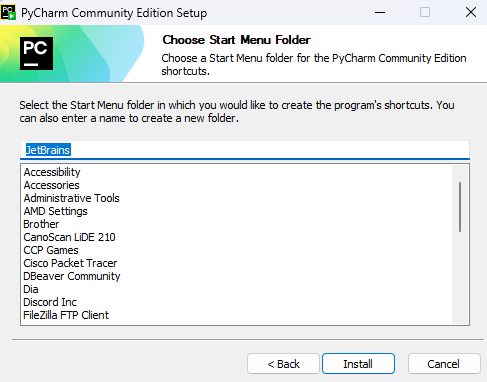 PC PyCharm Community Edition Setup
PC
Choose Start Menu Folder
Choose a Start Menu folder for the PyCharm Community Edition
shortcuts.
Select the Start Menu folder in which you would like to create the program's shortcuts. You
can also enter a name to create a new folder.
JetBrains
Accessibility
Accessories
Administrative Tools
AMD Settings
Brother
CanoScan LiDE 210
CCP Games
Cisco Packet Tracer
DBeaver Community
Dia
Discord Inc
FileZilla FTP Client
< Back Install Cancel